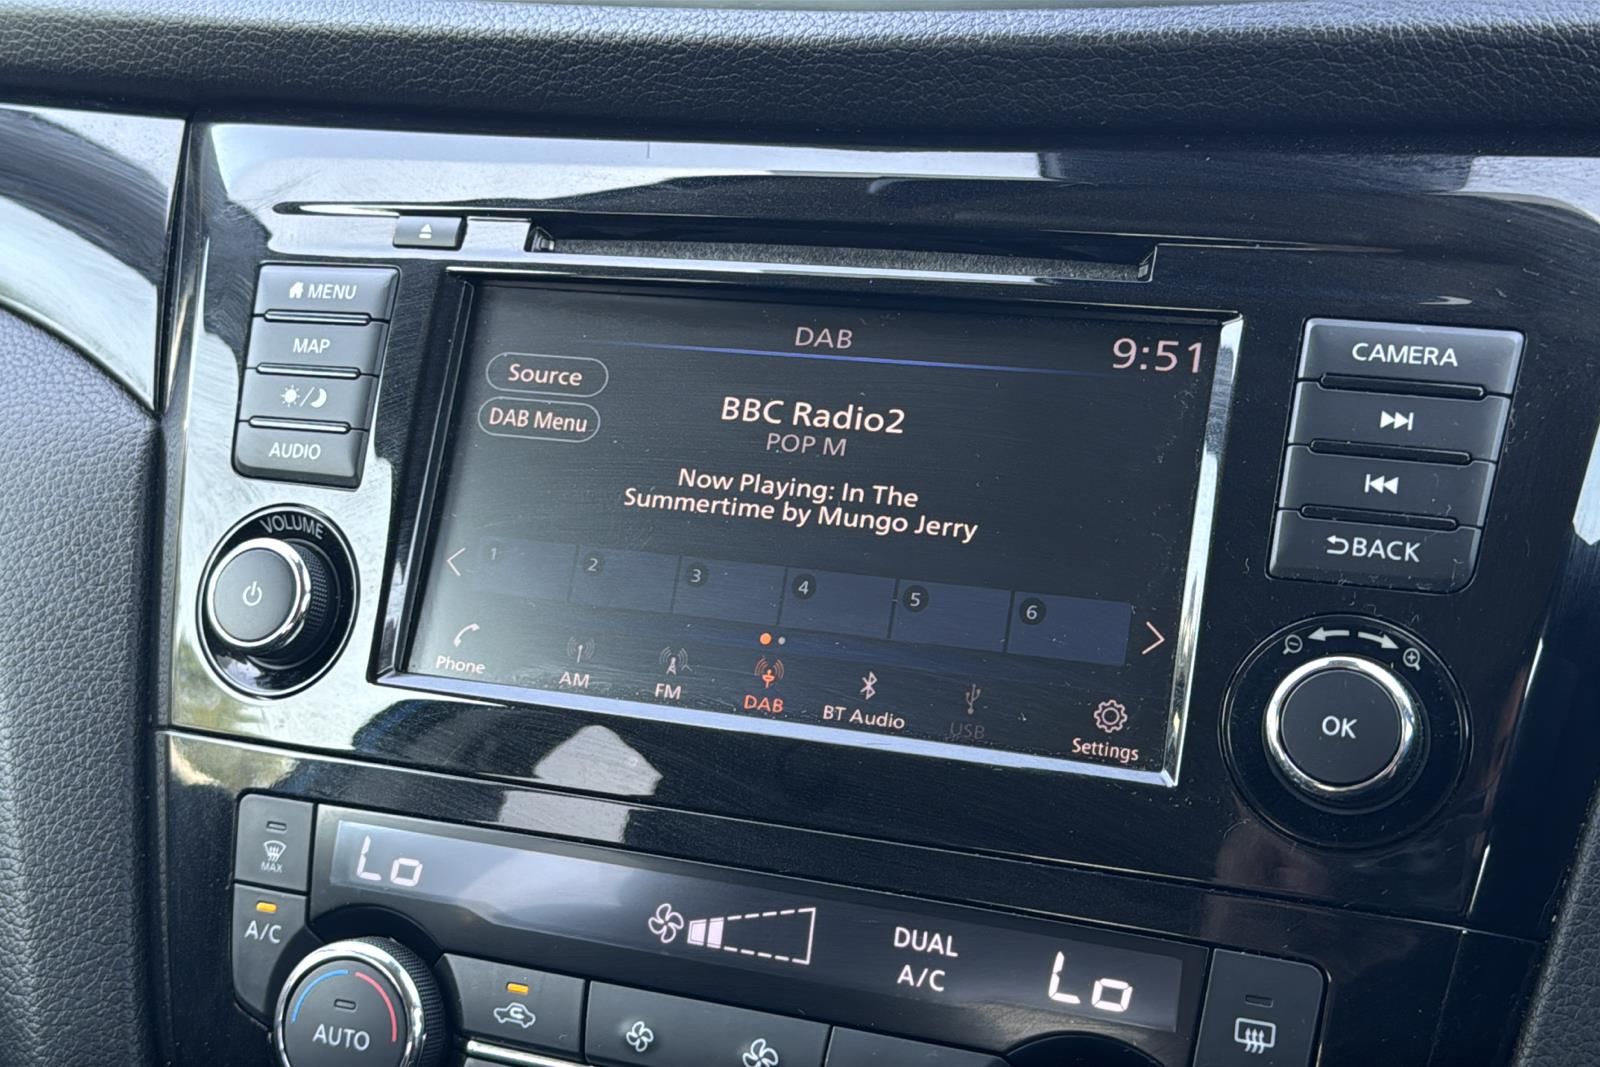 MENU
MAP
AUDIO
VOLUME
DAB
9:51
Source
DAB Menu
BBC Radio2
POP M
Now Playing: In The
Summertime by Mungo Jerry
1 2 3 4 5 6
Phone
AM
FM
DAB
BT Audio
USB
Settings
CAMERA
BACK
OK
MAX
A/C
Lo
DUAL
A/C
Lo
AUTO